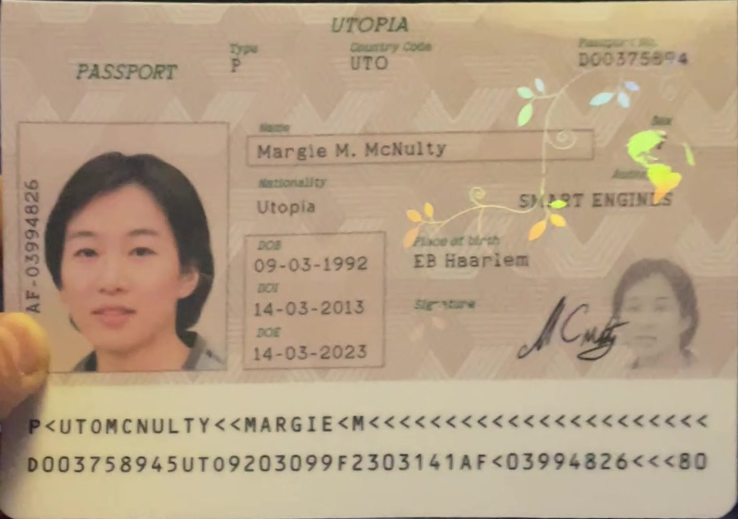 UTOPIA
PASSPORT
Type
P
Country Code
UTO
Passport No.
D00375894
Name
Margie M. McNulty
Nationality
Utopia
Sex
SMART ENGINES
DOB
09-03-1992
DOI
14-03-2013
DOE
14-03-2023
Place of birth
EB Haarlem
Signature
McNulty
AF-03994826
P<UTOMCNULTY<<MARGIE<M<<<<<<<<<<<<<<<<<<<<<<
D003758945UTO9203099F2303141AF<03994826<<<80